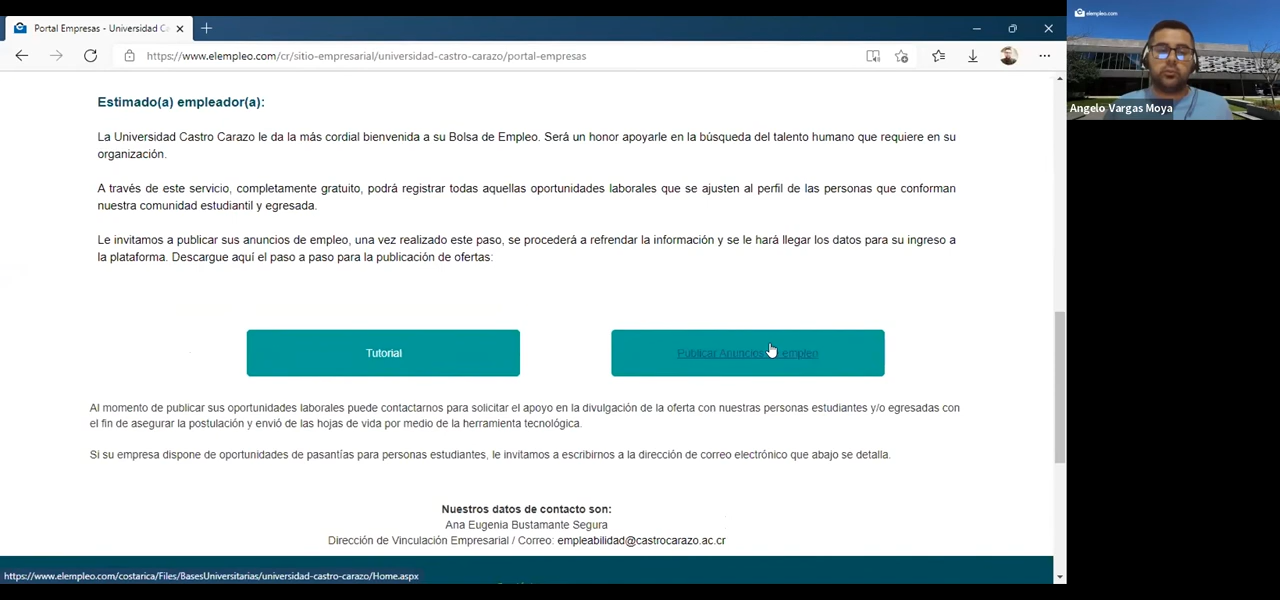 Portal Empresas - Universidad C
elempleo.com
https://www.elempleo.com/cr/sitio-empresarial/universidad-castro-carazo/portal-empresas
Angelo Vargas Moya
Estimado(a) empleador(a):
La Universidad Castro Carazo le da la más cordial bienvenida a su Bolsa de Empleo. Será un honor apoyarle en la búsqueda del talento humano que requiere en su
organización.
A través de este servicio, completamente gratuito, podrá registrar todas aquellas oportunidades laborales que se ajusten al perfil de las personas que conforman
nuestra comunidad estudiantil y egresada.
Le invitamos a publicar sus anuncios de empleo, una vez realizado este paso, se procederá a refrendar la información y se le hará llegar los datos para su ingreso a
la plataforma. Descargue aquí el paso a paso para la publicación de ofertas:
Tutorial
Publicar Anuncios empleo
Al momento de publicar sus oportunidades laborales puede contactarnos para solicitar el apoyo en la divulgación de la oferta con nuestras personas estudiantes y/o egresadas con
el fin de asegurar la postulación y envió de las hojas de vida por medio de la herramienta tecnológica.
Si su empresa dispone de oportunidades de pasantías para personas estudiantes, le invitamos a escribirnos a la dirección de correo electrónico que abajo se detalla.
Nuestros datos de contacto son:
Ana Eugenia Bustamante Segura
Dirección de Vinculación Empresarial / Correo: empleabilidad@castrocarazo.ac.cr
https://www.elempleo.com/costarica/Files/BasesUniversitarias/universidad-castro-carazo/Home.aspx